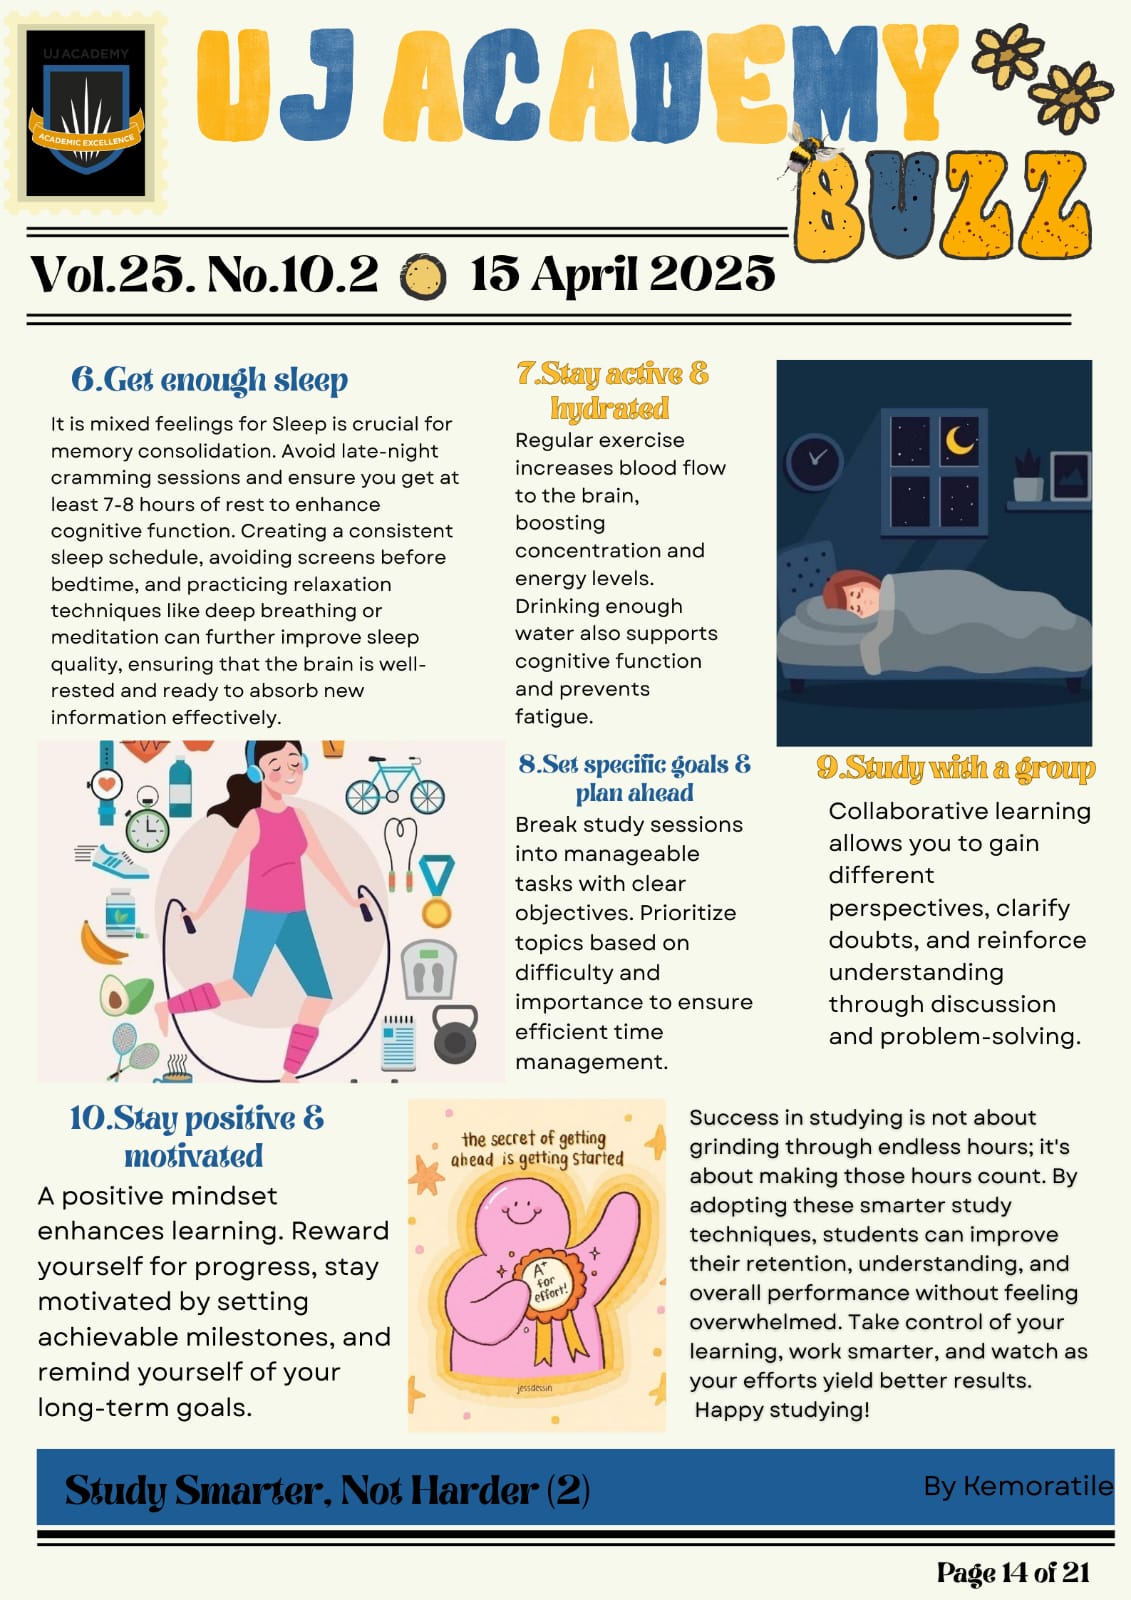 UJ ACADEMY
ACADEMIC EXCELLENCE
UJ ACADEMY
BUZZ
Vol.25. No.10.2 15 April 2025
6.Get enough sleep
It is mixed feelings for Sleep is crucial for
memory consolidation. Avoid late-night
cramming sessions and ensure you get at
least 7-8 hours of rest to enhance
cognitive function. Creating a consistent
sleep schedule, avoiding screens before
bedtime, and practicing relaxation
techniques like deep breathing or
meditation can further improve sleep
quality, ensuring that the brain is well-
rested and ready to absorb new
information effectively.
7.Stay active &
hydrated
Regular exercise
increases blood flow
to the brain,
boosting
concentration and
energy levels.
Drinking enough
water also supports
cognitive function
and prevents
fatigue.
8.Set specific goals &
plan ahead
Break study sessions
into manageable
tasks with clear
objectives. Prioritize
topics based on
difficulty and
importance to ensure
efficient time
management.
9.Study with a group
Collaborative learning
allows you to gain
different
perspectives, clarify
doubts, and reinforce
understanding
through discussion
and problem-solving.
10.Stay positive &
motivated
A positive mindset
enhances learning. Reward
yourself for progress, stay
motivated by setting
achievable milestones, and
remind yourself of your
long-term goals.
the secret of getting
ahead is getting started
A+
for
effort!
jessdessin
Success in studying is not about
grinding through endless hours; it's
about making those hours count. By
adopting these smarter study
techniques, students can improve
their retention, understanding, and
overall performance without feeling
overwhelmed. Take control of your
learning, work smarter, and watch as
your efforts yield better results.
Happy studying!
Study Smarter, Not Harder (2)
By Kemoratile
Page 14 of 21